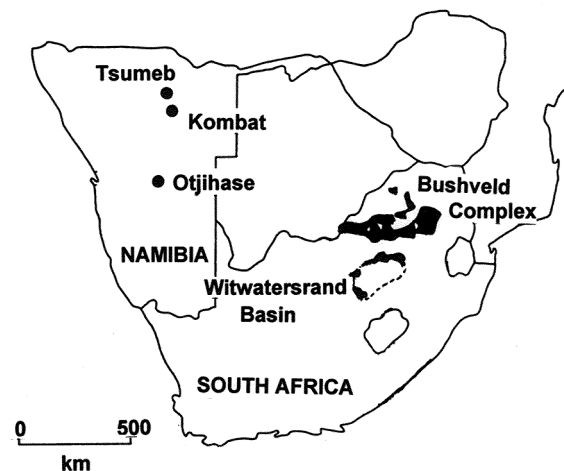 Tsumeb
Kombat
Otjihase
Bushveld
Complex
NAMIBIA
Witwatersrand
Basin
SOUTH AFRICA
0 500
km